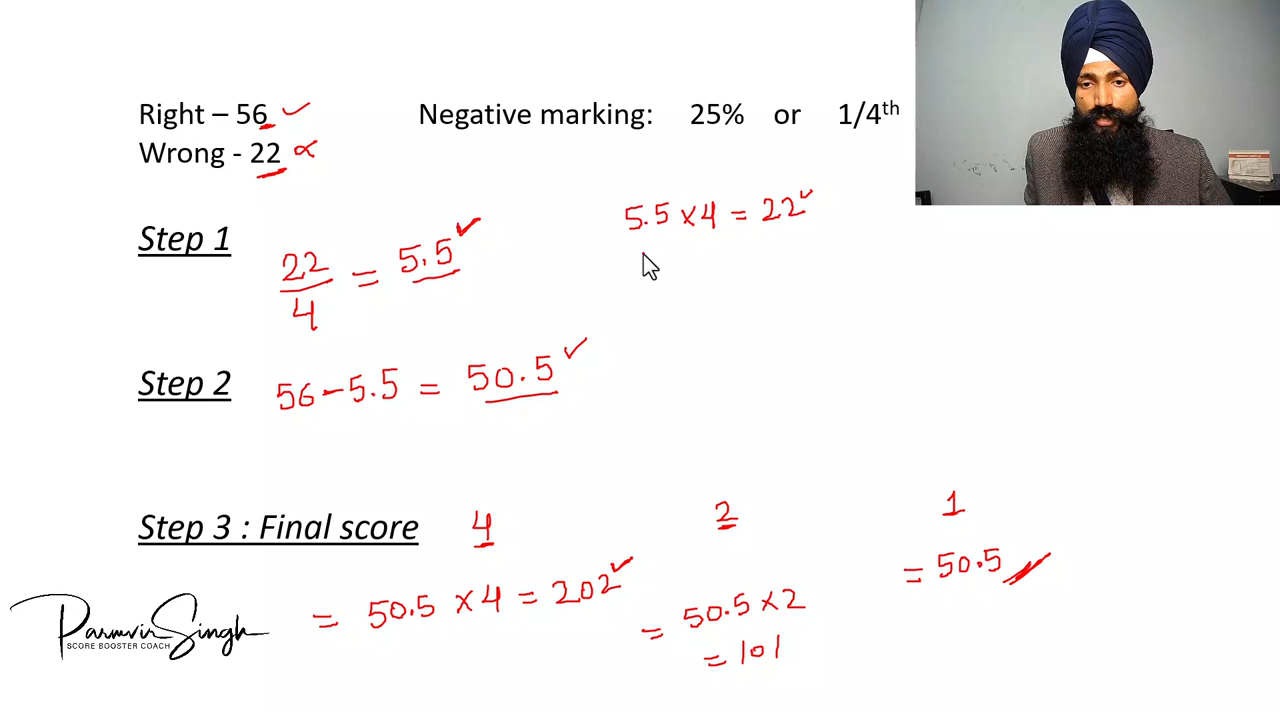 Right – 56 ✓ Negative marking: 25% or 1/4th
Wrong - 22
5.5 × 4 = 22 ✓
Step 1
22/4 = 5.5 ✓
Step 2 56 – 5.5 = 50.5 ✓
Step 3 : Final score 4 2 1
= 50.5 × 4 = 202 ✓ = 50.5 × 2 = 50.5
= 101
Parmvir Singh
SCORE BOOSTER COACH